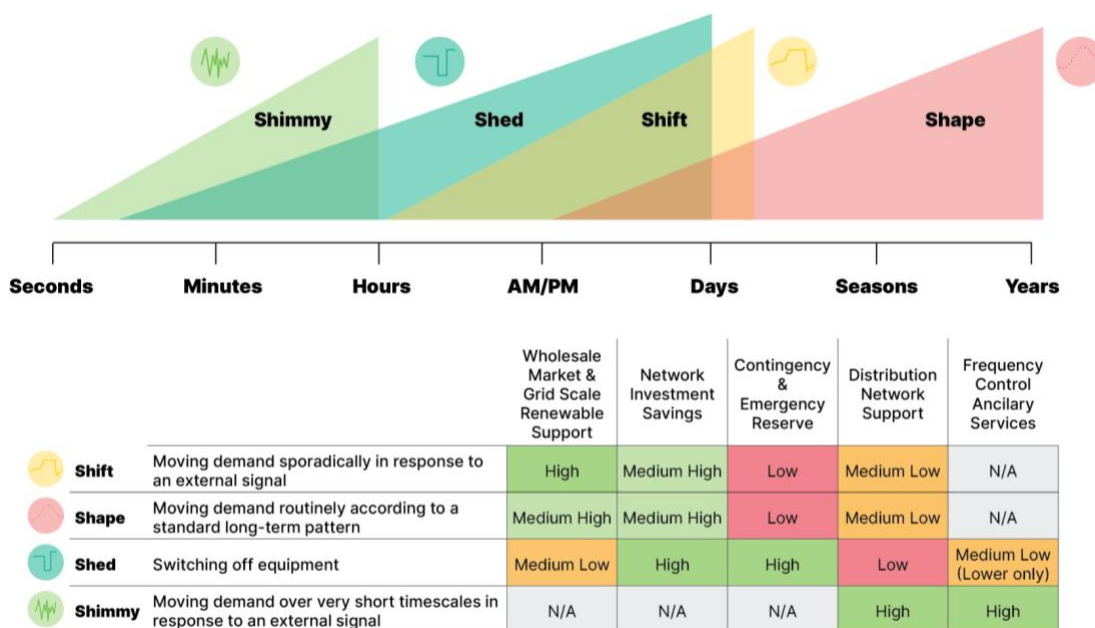 Shimmy
Shed
Shift
Shape
Seconds
Minutes
Hours
AM/PM
Days
Seasons
Years
Wholesale
Market &
Grid Scale
Renewable
Support
Network
Investment
Savings
Contingency
&
Emergency
Reserve
Distribution
Network
Support
Frequency
Control
Ancilary
Services
Shift
Moving demand sporadically in response to
an external signal
High
Medium High
Low
Medium Low
N/A
Shape
Moving demand routinely according to a
standard long-term pattern
Medium High
Medium High
Low
Medium Low
N/A
Shed
Switching off equipment
Medium Low
High
High
Low
Medium Low
(Lower only)
Shimmy
Moving demand over very short timescales in
response to an external signal
N/A
N/A
N/A
High
High